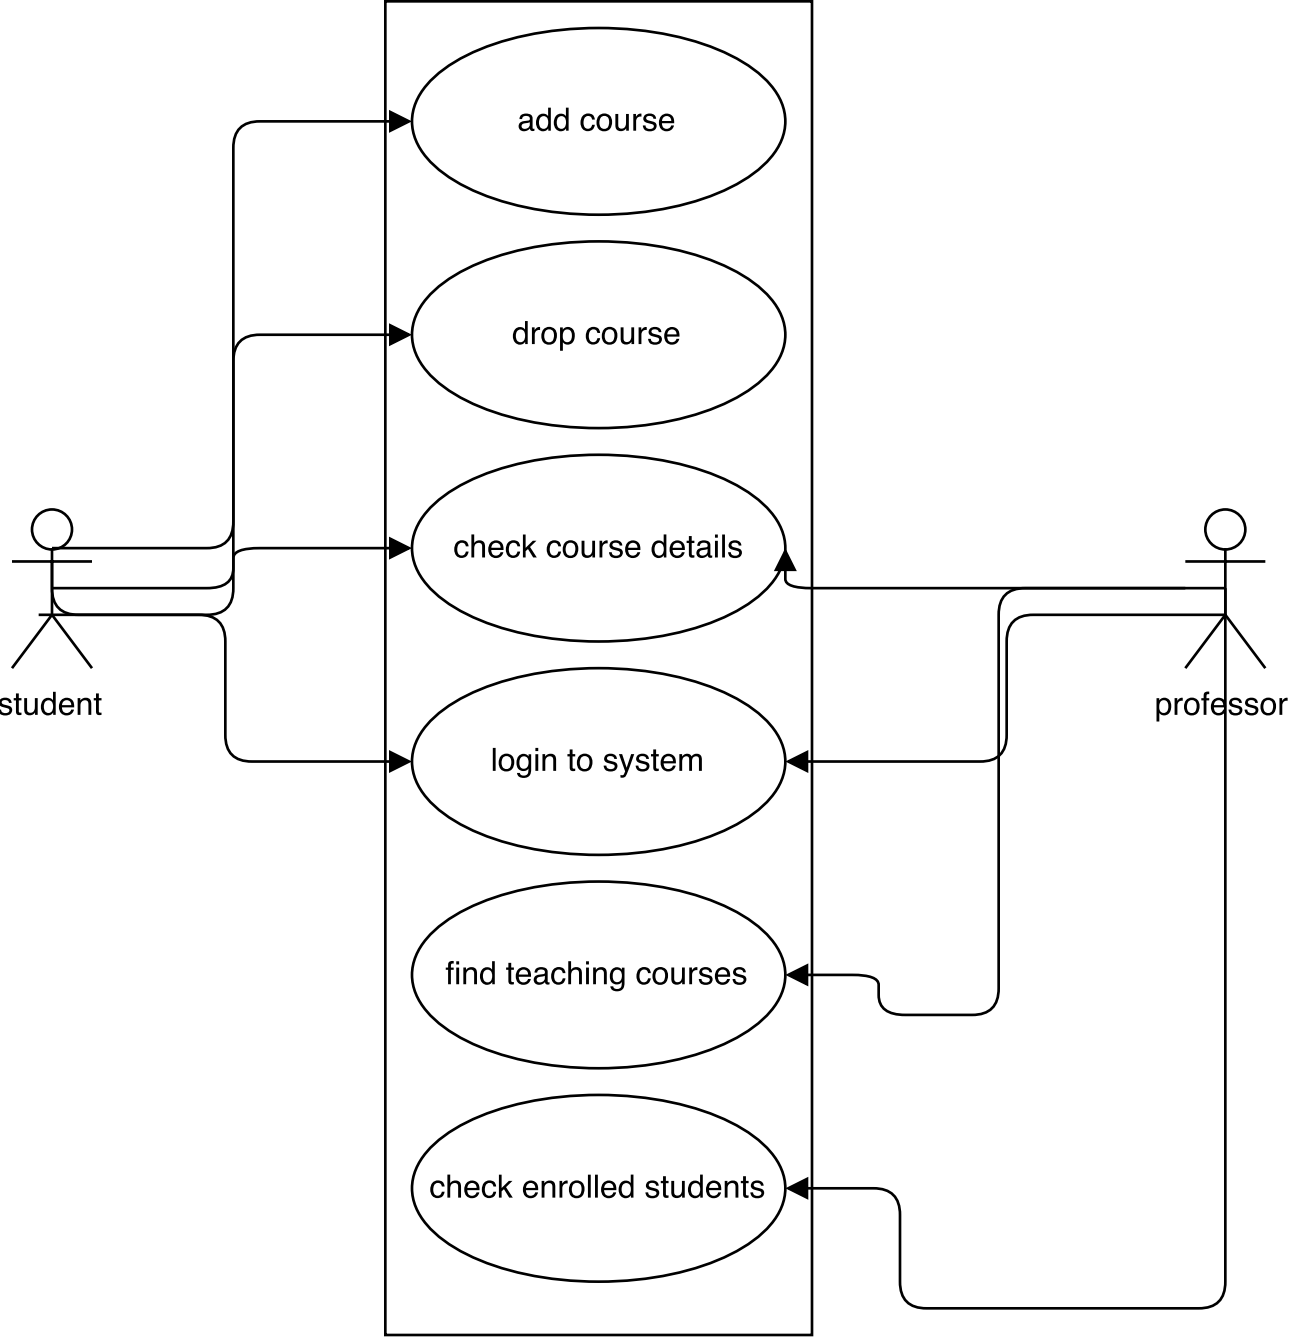 add course
drop course
check course details
student
professor
login to system
find teaching courses
check enrolled students